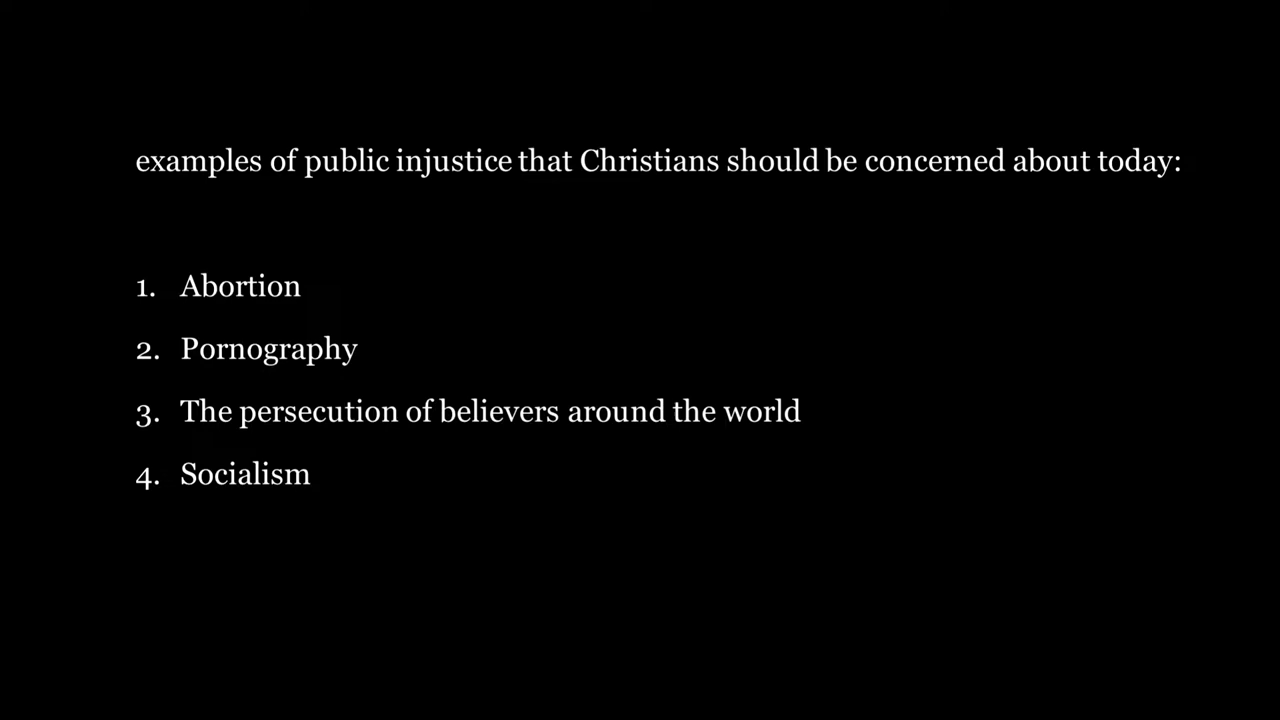 examples of public injustice that Christians should be concerned about today:
1. Abortion
2. Pornography
3. The persecution of believers around the world
4. Socialism